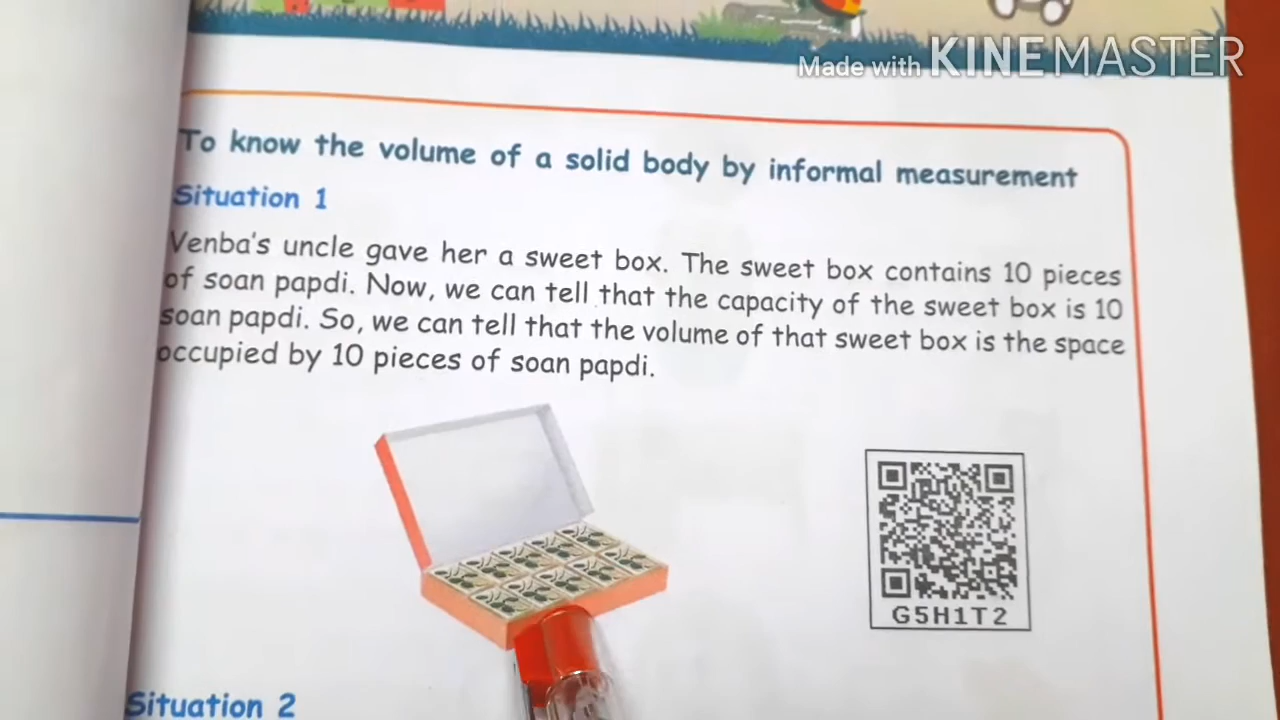 Made with KINEMASTER
To know the volume of a solid body by informal measurement
Situation 1
Venba's uncle gave her a sweet box. The sweet box contains 10 pieces
of soan papdi. Now, we can tell that the capacity of the sweet box is 10
soan papdi. So, we can tell that the volume of that sweet box is the space
occupied by 10 pieces of soan papdi.
G5H1T2
Situation 2